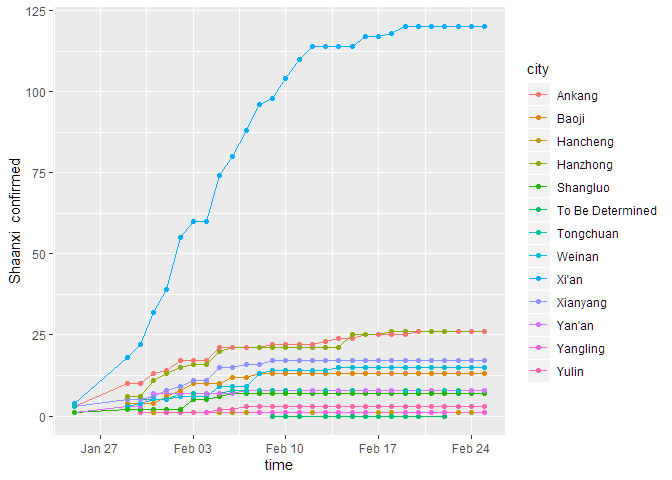 125
100
75
50
25
0
Shaanxi confirmed
Jan 27
Feb 03
Feb 10
Feb 17
Feb 24
time
city
Ankang
Baoji
Hancheng
Hanzhong
Shangluo
To Be Determined
Tongchuan
Weinan
Xi'an
Xianyang
Yan'an
Yangling
Yulin